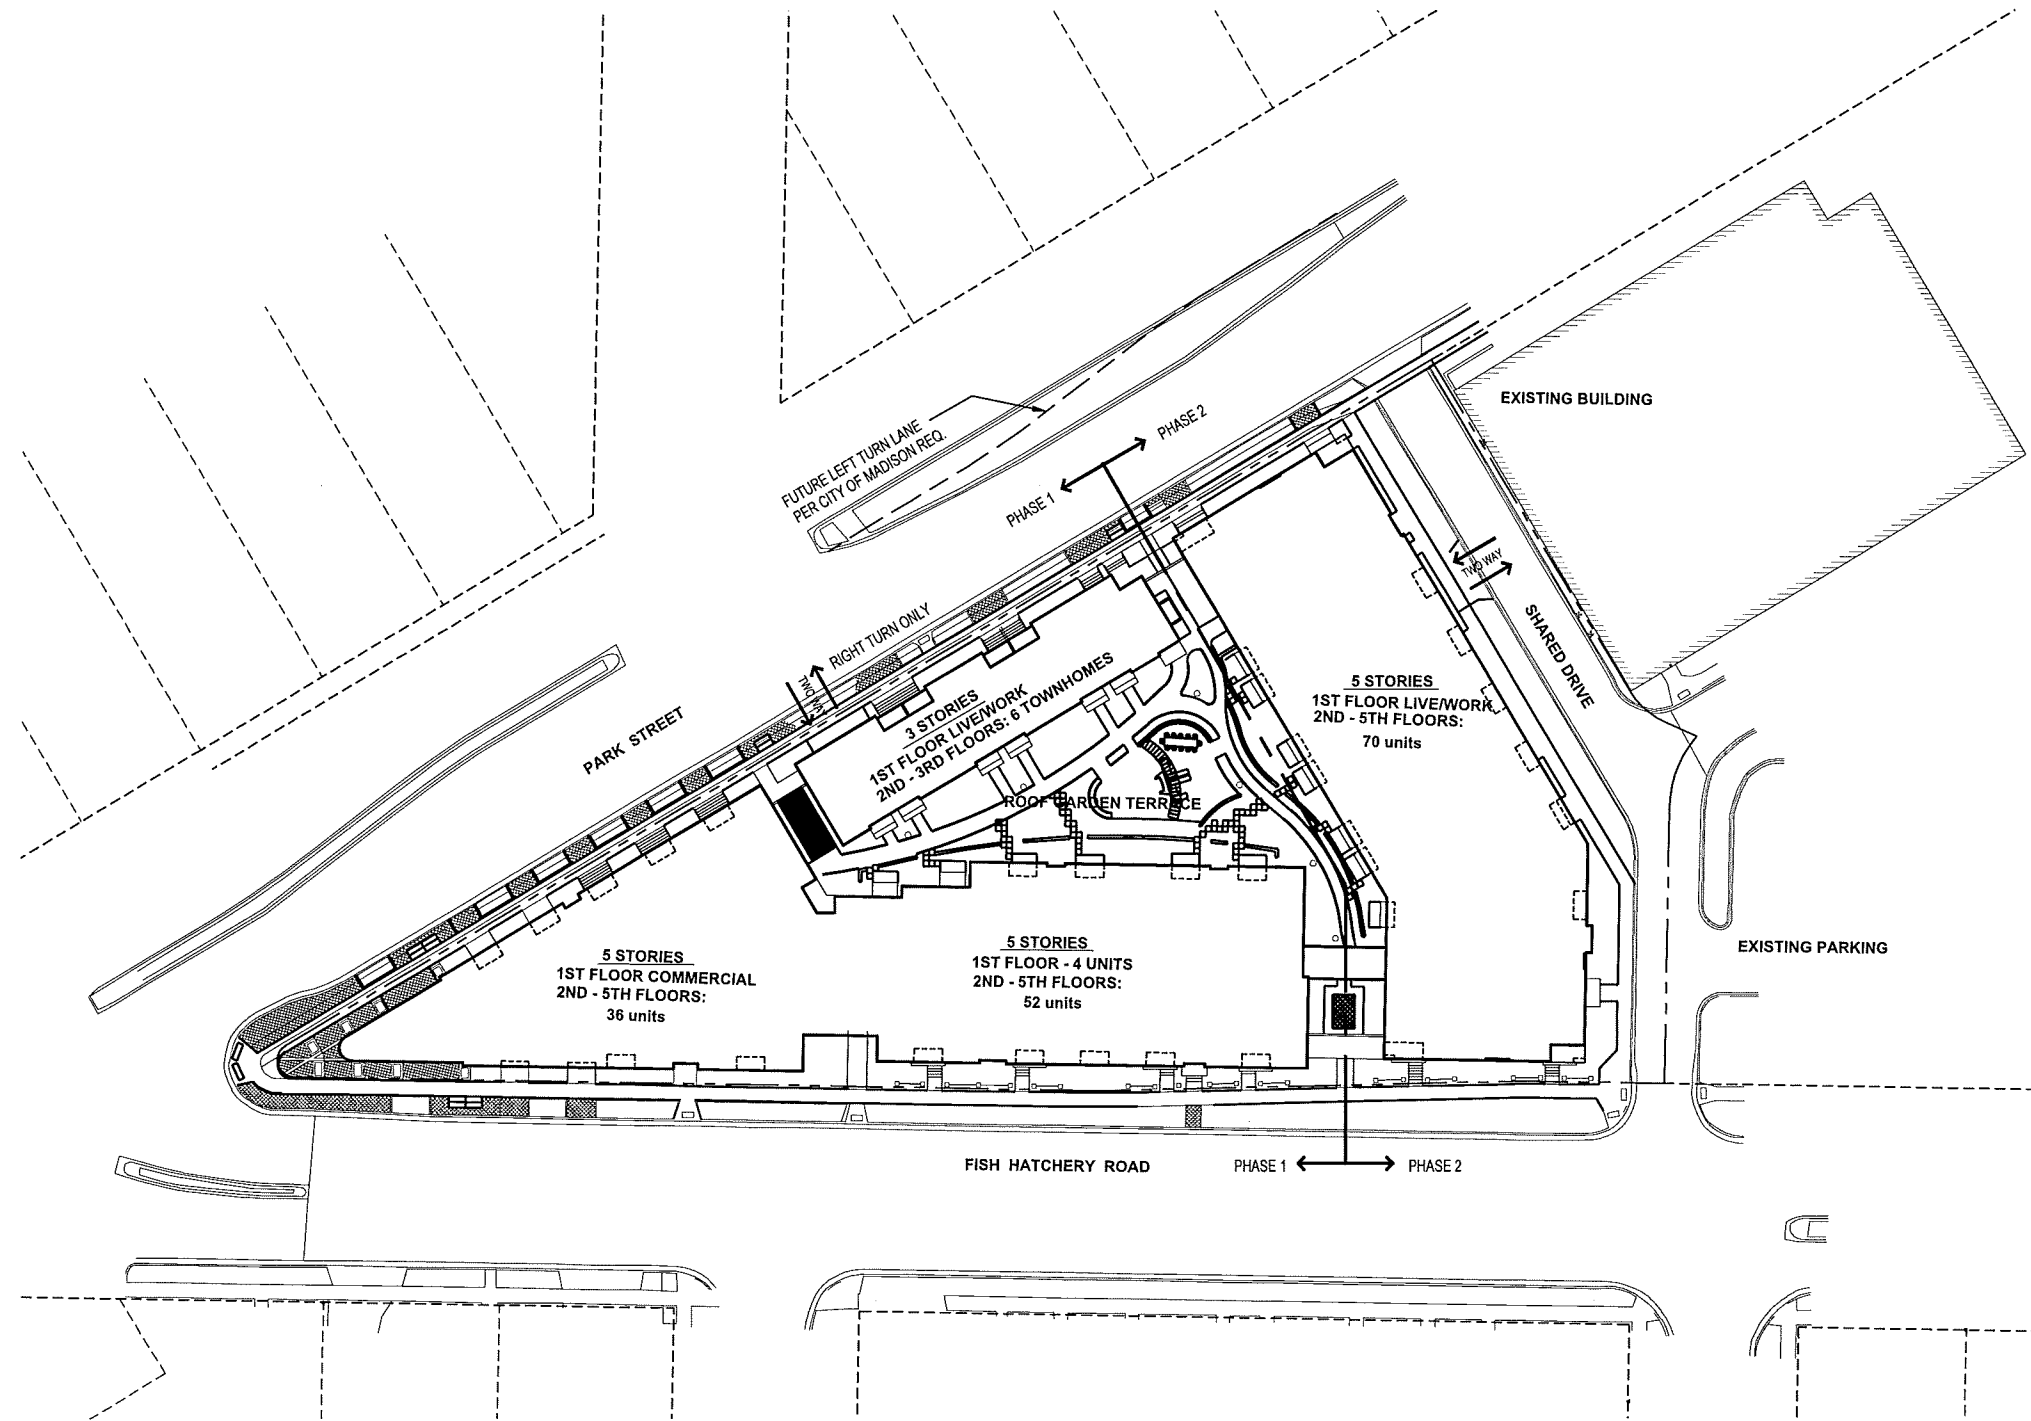 FUTURE LEFT TURN LANE
PER CITY OF MADISON REQ.
EXISTING BUILDING
PHASE 2
PHASE 1
TWO WAY
SHARED DRIVE
RIGHT TURN ONLY
TWO WAY
PARK STREET
3 STORIES
1ST FLOOR LIVE/WORK
2ND - 3RD FLOORS: 6 TOWNHOMES
5 STORIES
1ST FLOOR LIVE/WORK
2ND - 5TH FLOORS:
70 units
ROOF GARDEN TERRACE
5 STORIES
1ST FLOOR COMMERCIAL
2ND - 5TH FLOORS:
36 units
5 STORIES
1ST FLOOR - 4 UNITS
2ND - 5TH FLOORS:
52 units
EXISTING PARKING
FISH HATCHERY ROAD
PHASE 1
PHASE 2